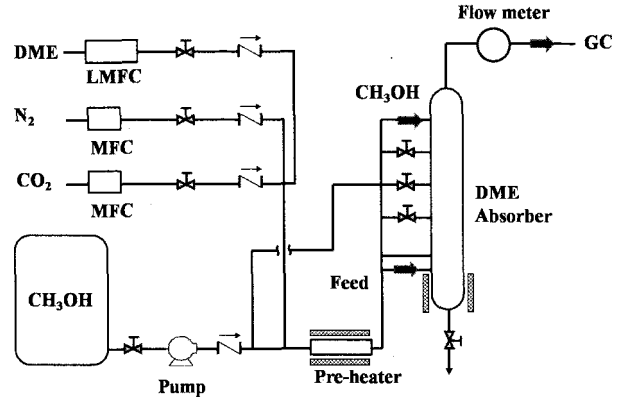 Flow meter
DME
GC
LMFC
CH₃OH
N₂
MFC
CO₂
MFC
DME
Absorber
Feed
CH₃OH
Pre-heater
Pump